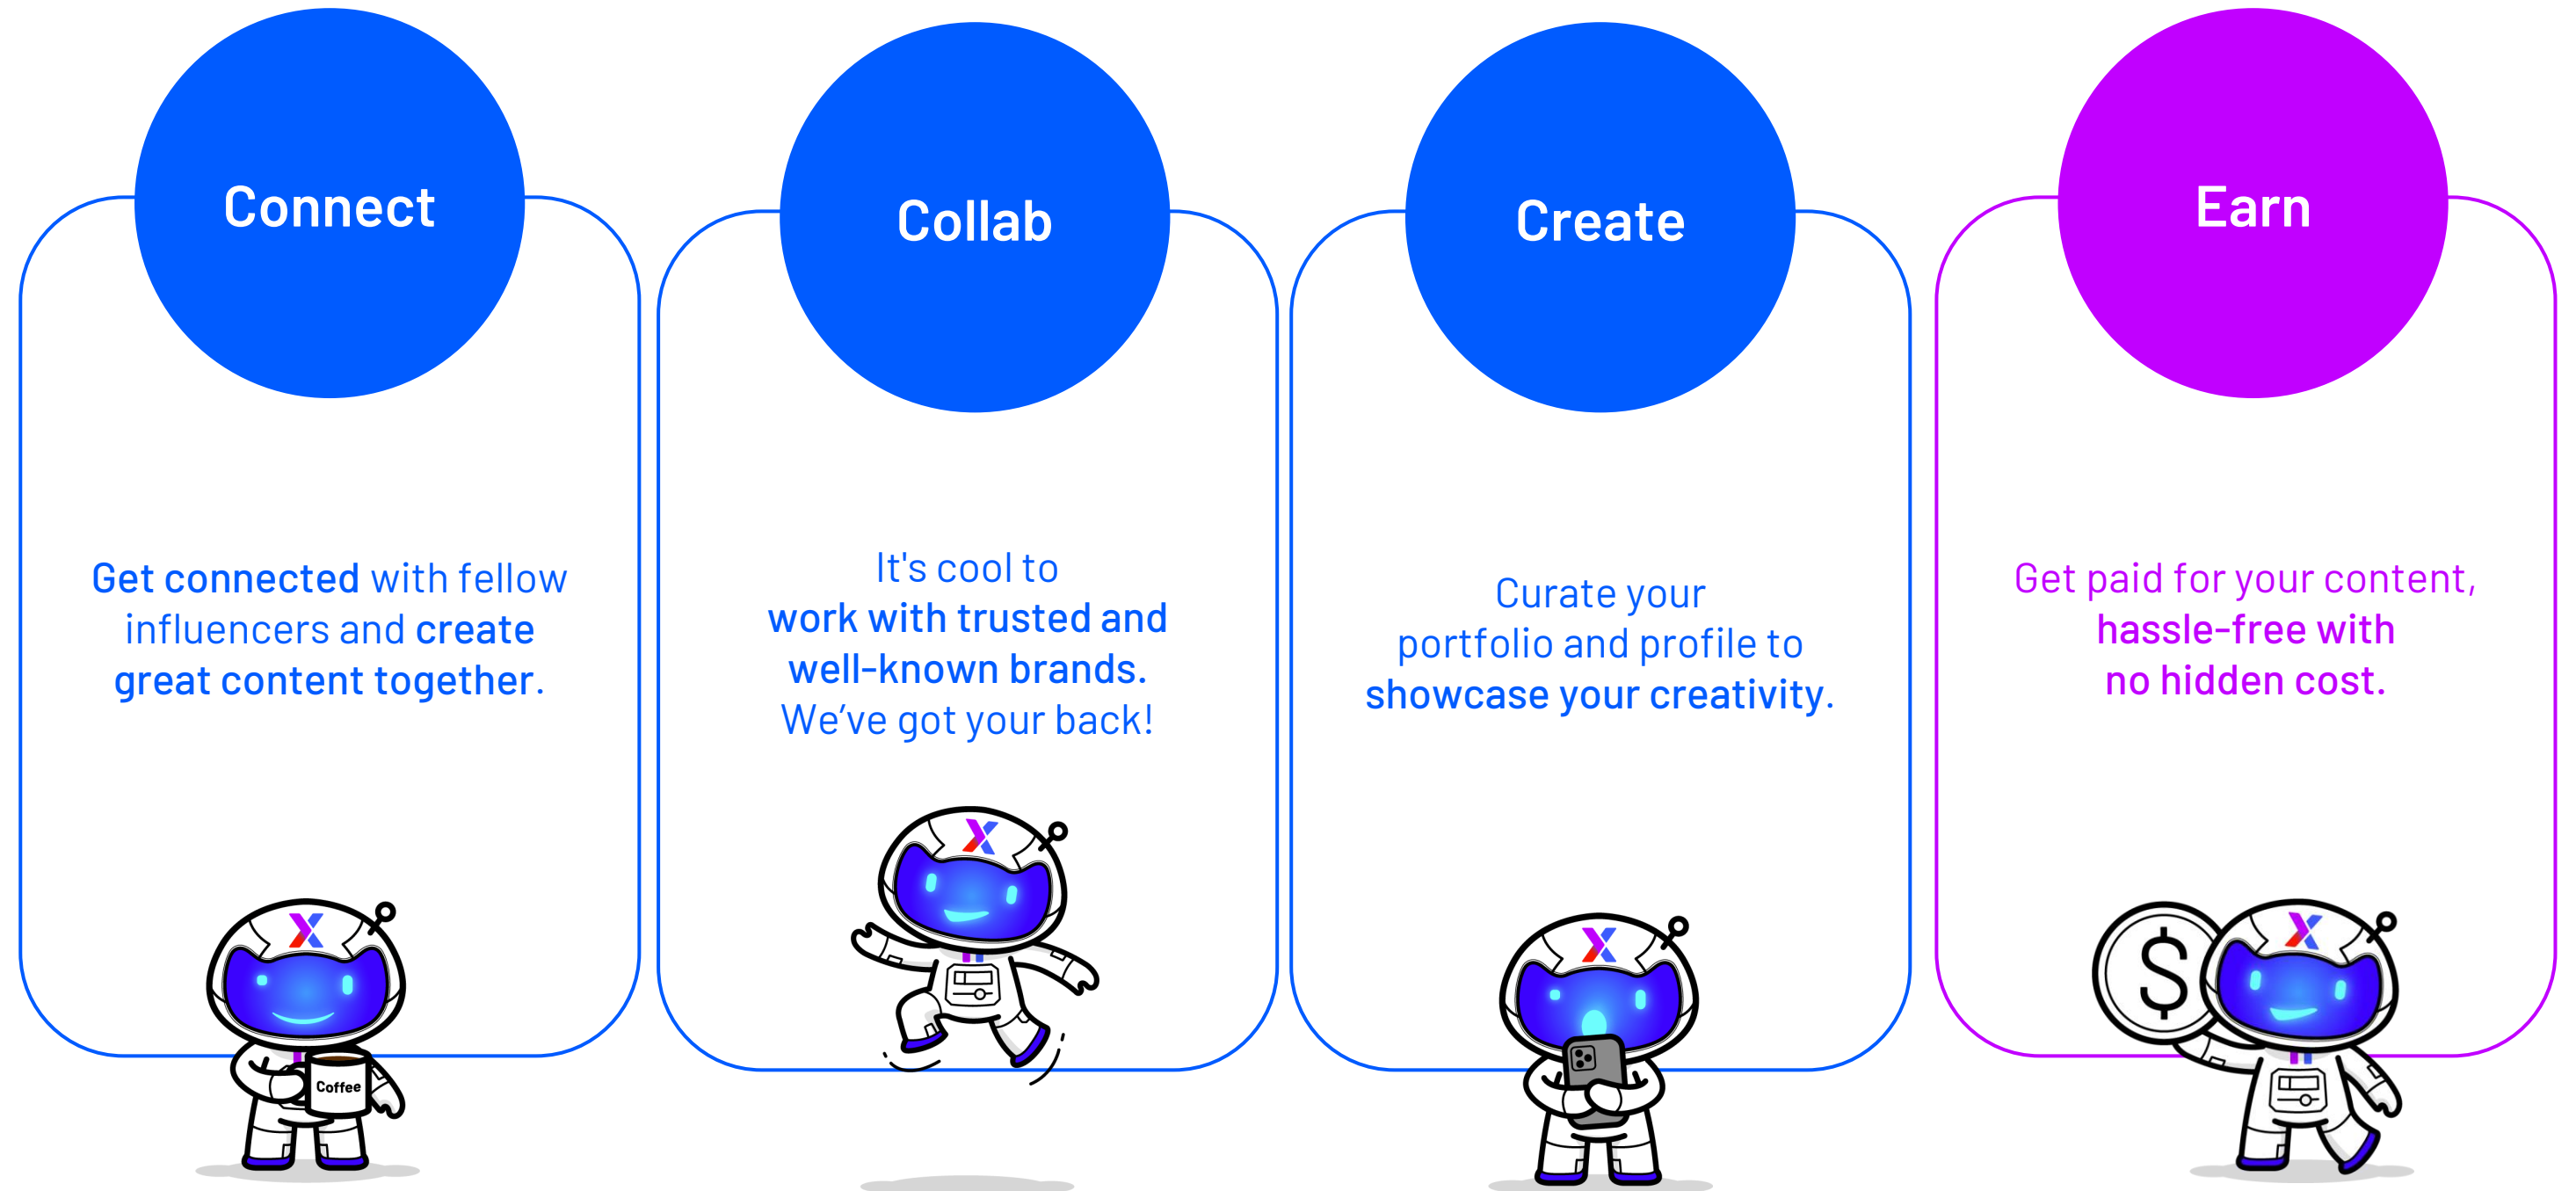 Connect
Get connected with fellow
influencers and create
great content together.
Coffee
Collab
It's cool to
work with trusted and
well-known brands.
We’ve got your back!
Create
Curate your
portfolio and profile to
showcase your creativity.
Earn
Get paid for your content,
hassle-free with
no hidden cost.
$